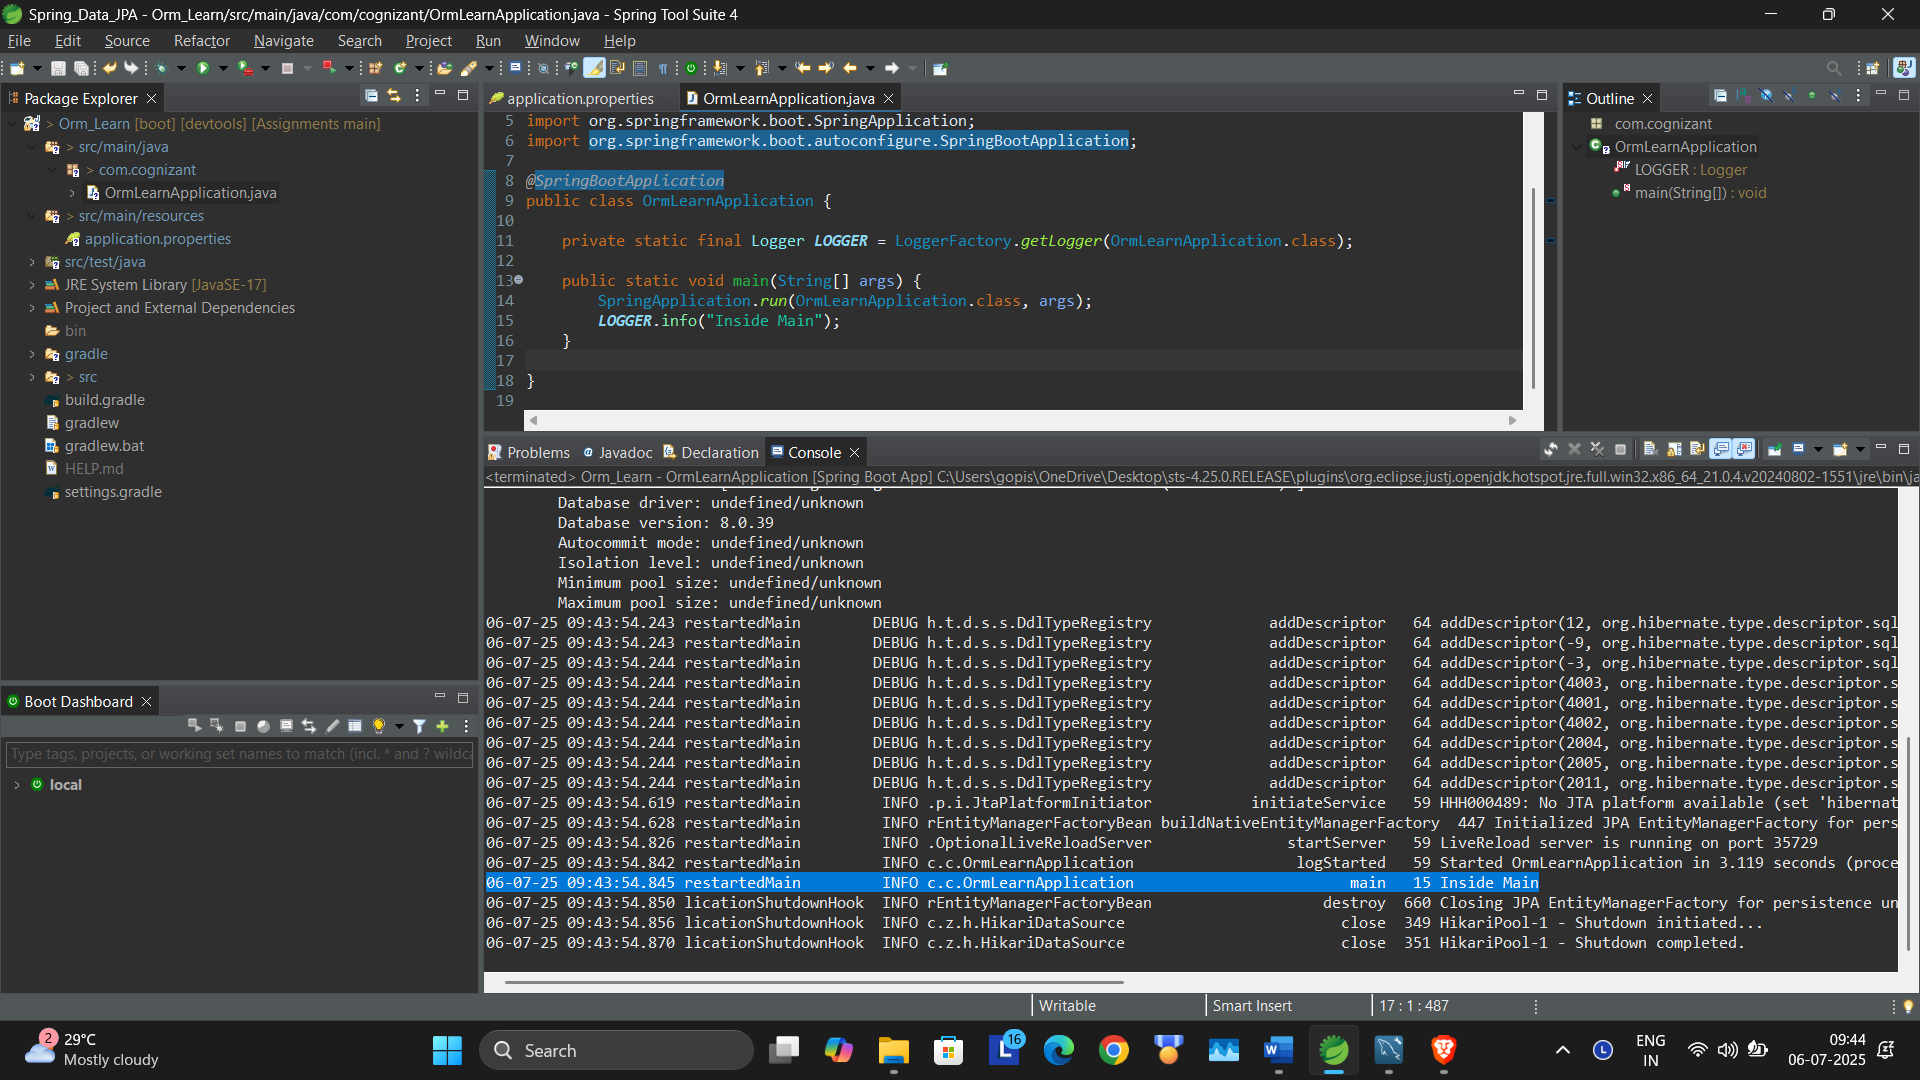 Spring_Data_JPA - Orm_Learn/src/main/java/com/cognizant/OrmLearnApplication.java - Spring Tool Suite 4
File Edit Source Refactor Navigate Search Project Run Window Help
Package Explorer
> Orm_Learn [boot] [devtools] [Assignments main]
> src/main/java
> com.cognizant
OrmLearnApplication.java
> src/main/resources
application.properties
src/test/java
JRE System Library [JavaSE-17]
Project and External Dependencies
bin
gradle
> src
build.gradle
gradlew
gradlew.bat
HELP.md
settings.gradle
Boot Dashboard
Type tags, projects, or working set names to match (incl. * and ? wildca
local
application.properties
OrmLearnApplication.java
5 import org.springframework.boot.SpringApplication;
6 import org.springframework.boot.autoconfigure.SpringBootApplication;
7
8 @SpringBootApplication
9 public class OrmLearnApplication {
10
11 private static final Logger LOGGER = LoggerFactory.getLogger(OrmLearnApplication.class);
12
13 public static void main(String[] args) {
14 SpringApplication.run(OrmLearnApplication.class, args);
15 LOGGER.info("Inside Main");
16 }
17
18 }
19
Outline
com.cognizant
OrmLearnApplication
LOGGER : Logger
main(String[]) : void
Problems Javadoc Declaration Console
<terminated> Orm_Learn - OrmLearnApplication [Spring Boot App] C:\Users\gopis\OneDrive\Desktop\sts-4.25.0.RELEASE\plugins\org.eclipse.justj.openjdk.hotspot.jre.full.win32.x86_64_21.0.4.v20240802-1551\jre\bin\ja
Database driver: undefined/unknown
Database version: 8.0.39
Autocommit mode: undefined/unknown
Isolation level: undefined/unknown
Minimum pool size: undefined/unknown
Maximum pool size: undefined/unknown
06-07-25 09:43:54.243 restartedMain DEBUG h.t.d.s.s.DdlTypeRegistry addDescriptor 64 addDescriptor(12, org.hibernate.type.descriptor.sql
06-07-25 09:43:54.243 restartedMain DEBUG h.t.d.s.s.DdlTypeRegistry addDescriptor 64 addDescriptor(-9, org.hibernate.type.descriptor.sql
06-07-25 09:43:54.244 restartedMain DEBUG h.t.d.s.s.DdlTypeRegistry addDescriptor 64 addDescriptor(-3, org.hibernate.type.descriptor.sql
06-07-25 09:43:54.244 restartedMain DEBUG h.t.d.s.s.DdlTypeRegistry addDescriptor 64 addDescriptor(4003, org.hibernate.type.descriptor.s
06-07-25 09:43:54.244 restartedMain DEBUG h.t.d.s.s.DdlTypeRegistry addDescriptor 64 addDescriptor(4001, org.hibernate.type.descriptor.s
06-07-25 09:43:54.244 restartedMain DEBUG h.t.d.s.s.DdlTypeRegistry addDescriptor 64 addDescriptor(4002, org.hibernate.type.descriptor.s
06-07-25 09:43:54.244 restartedMain DEBUG h.t.d.s.s.DdlTypeRegistry addDescriptor 64 addDescriptor(2004, org.hibernate.type.descriptor.s
06-07-25 09:43:54.244 restartedMain DEBUG h.t.d.s.s.DdlTypeRegistry addDescriptor 64 addDescriptor(2005, org.hibernate.type.descriptor.s
06-07-25 09:43:54.244 restartedMain DEBUG h.t.d.s.s.DdlTypeRegistry addDescriptor 64 addDescriptor(2011, org.hibernate.type.descriptor.s
06-07-25 09:43:54.619 restartedMain INFO .p.i.JtaPlatformInitiator initiateService 59 HHH000489: No JTA platform available (set 'hibernat
06-07-25 09:43:54.628 restartedMain INFO rEntityManagerFactoryBean buildNativeEntityManagerFactory 447 Initialized JPA EntityManagerFactory for pers
06-07-25 09:43:54.826 restartedMain INFO .OptionalLiveReloadServer startServer 59 LiveReload server is running on port 35729
06-07-25 09:43:54.842 restartedMain INFO c.c.OrmLearnApplication logStarted 59 Started OrmLearnApplication in 3.119 seconds (proce
06-07-25 09:43:54.845 restartedMain INFO c.c.OrmLearnApplication main 15 Inside Main
06-07-25 09:43:54.850 licationShutdownHook INFO rEntityManagerFactoryBean destroy 660 Closing JPA EntityManagerFactory for persistence un
06-07-25 09:43:54.856 licationShutdownHook INFO c.z.h.HikariDataSource close 349 HikariPool-1 - Shutdown initiated...
06-07-25 09:43:54.870 licationShutdownHook INFO c.z.h.HikariDataSource close 351 HikariPool-1 - Shutdown completed.
Writable Smart Insert 17 : 1 : 487
2
29°C
Mostly cloudy
Search
16
ENG
IN
09:44
06-07-2025